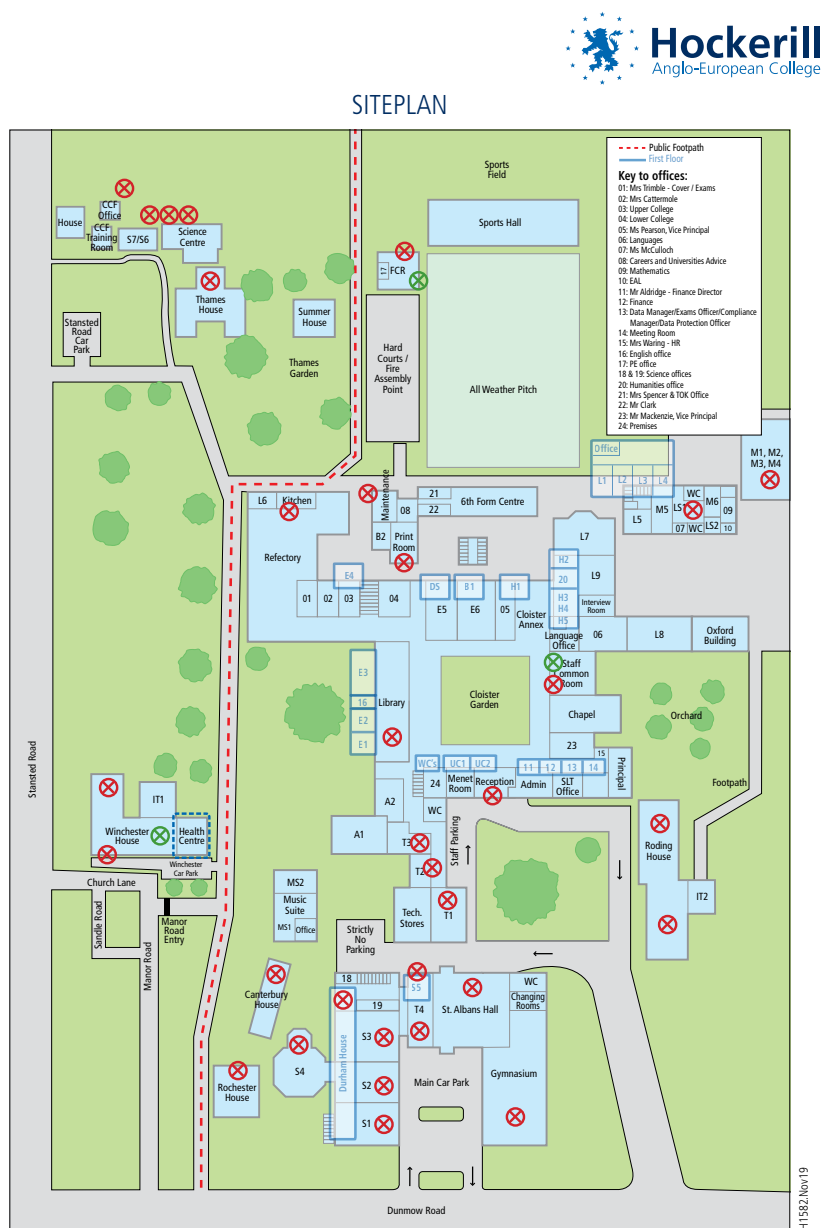 Hockerill
Anglo-European College
SITEPLAN
Public Footpath
First Floor
Key to offices:
01: Mrs Trimble - Cover / Exams
02: Mrs Cattermole
03: Upper College
04: Lower College
05: Ms Pearson, Vice Principal
06: Languages
07: Ms McCulloch
08: Careers and Universities Advice
09: Mathematics
10: EAL
11: Mr Aldridge - Finance Director
12: Finance
13: Data Manager/Exams Officer/Compliance
Manager/Data Protection Officer
14: Meeting Room
15: Mrs Waring - HR
16: English office
17: PE office
18 & 19: Science offices
20: Humanities office
21: Mrs Spencer & TOK Office
22: Mr Clark
23: Mr Mackenzie, Vice Principal
24: Premises
Sports
Field
Sports Hall
House
CCF
Office
CCF
Training
Room
S7/S6
Science
Centre
17
FCR
Thames
House
Summer
House
Stansted
Road
Car
Park
Thames
Garden
Hard
Courts /
Fire
Assembly
Point
All Weather Pitch
Office
L1
L2
L3
L4
M1, M2,
M3, M4
L6
Kitchen
Maintenance
08
21
22
6th Form Centre
L5
M5
WC
LS1
M6
09
07
WC
LS2
10
Refectory
B2
Print
Room
L7
E4
01
02
03
04
D5
B1
H1
E5
E6
05
Cloister
Annex
H2
20
H3
H4
H5
L9
Interview
Room
Language
Office
06
L8
Oxford
Building
Staff
Common
Room
E3
16
E2
E1
Library
Cloister
Garden
Chapel
Orchard
23
15
Principal
WC's
UC1
UC2
11
12
13
14
24
Menet
Room
Reception
Admin
SLT
Office
Footpath
Stansted Road
IT1
Winchester
House
Health
Centre
Winchester
Car Park
A2
WC
A1
T3
T2
Staff Parking
Roding
House
IT2
Church Lane
Sandle Road
Manor Road
Manor
Road
Entry
MS2
Music
Suite
MS1
Office
Tech.
Stores
T1
Strictly
No
Parking
Canterbury
House
18
19
S5
T4
St. Albans Hall
WC
Changing
Rooms
Durham House
S3
S2
S1
S4
Rochester
House
Main Car Park
Gymnasium
Dunmow Road
H1582.Nov19